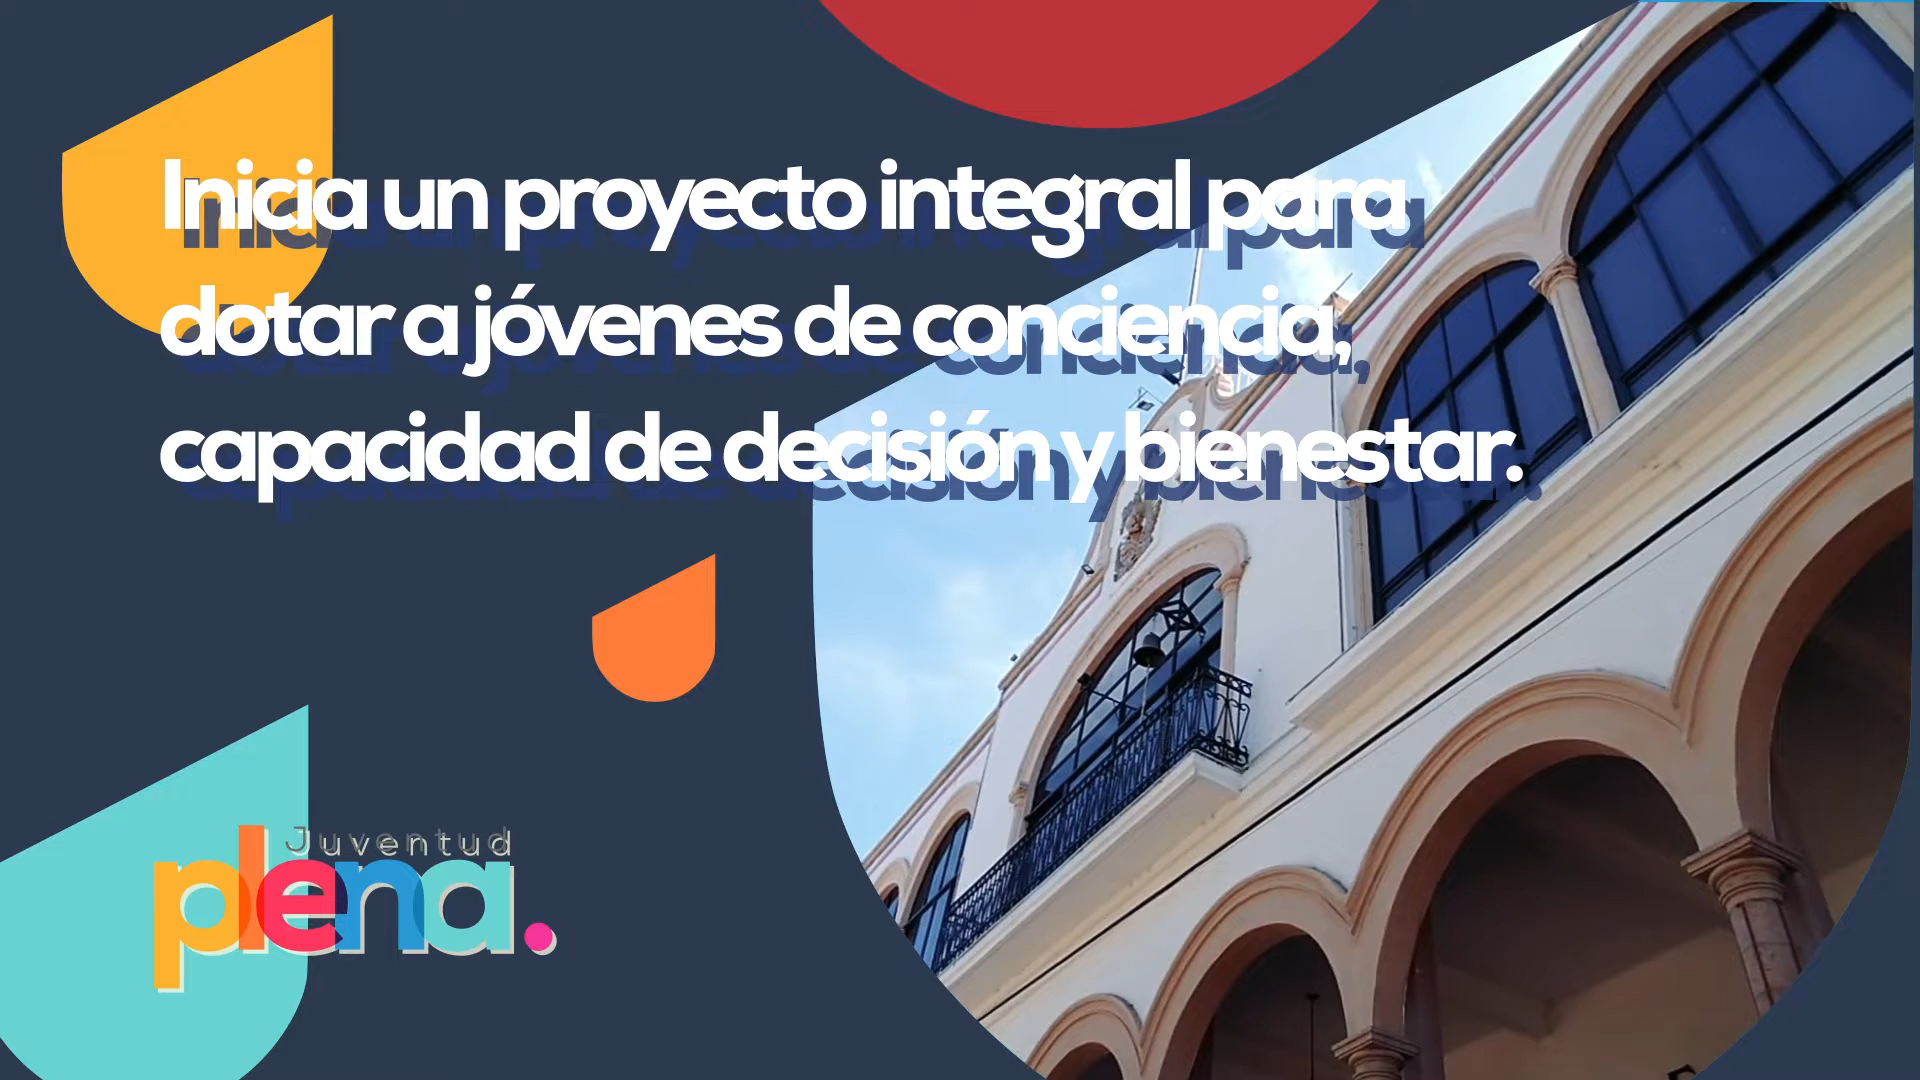 Inicia un proyecto integral para
dotar a jóvenes de conciencia,
capacidad de decisión y bienestar.
Juventud
plena.